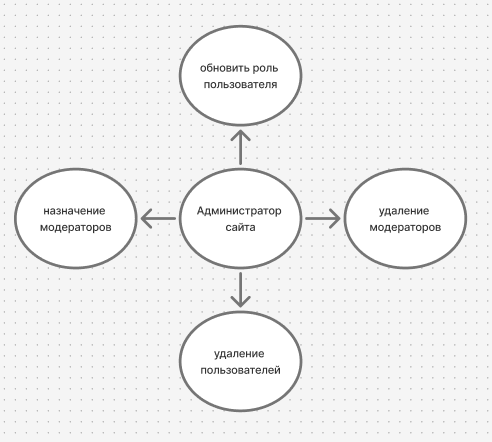 обновить роль
пользователя
назначение
модераторов
Администратор
сайта
удаление
модераторов
удаление
пользователей